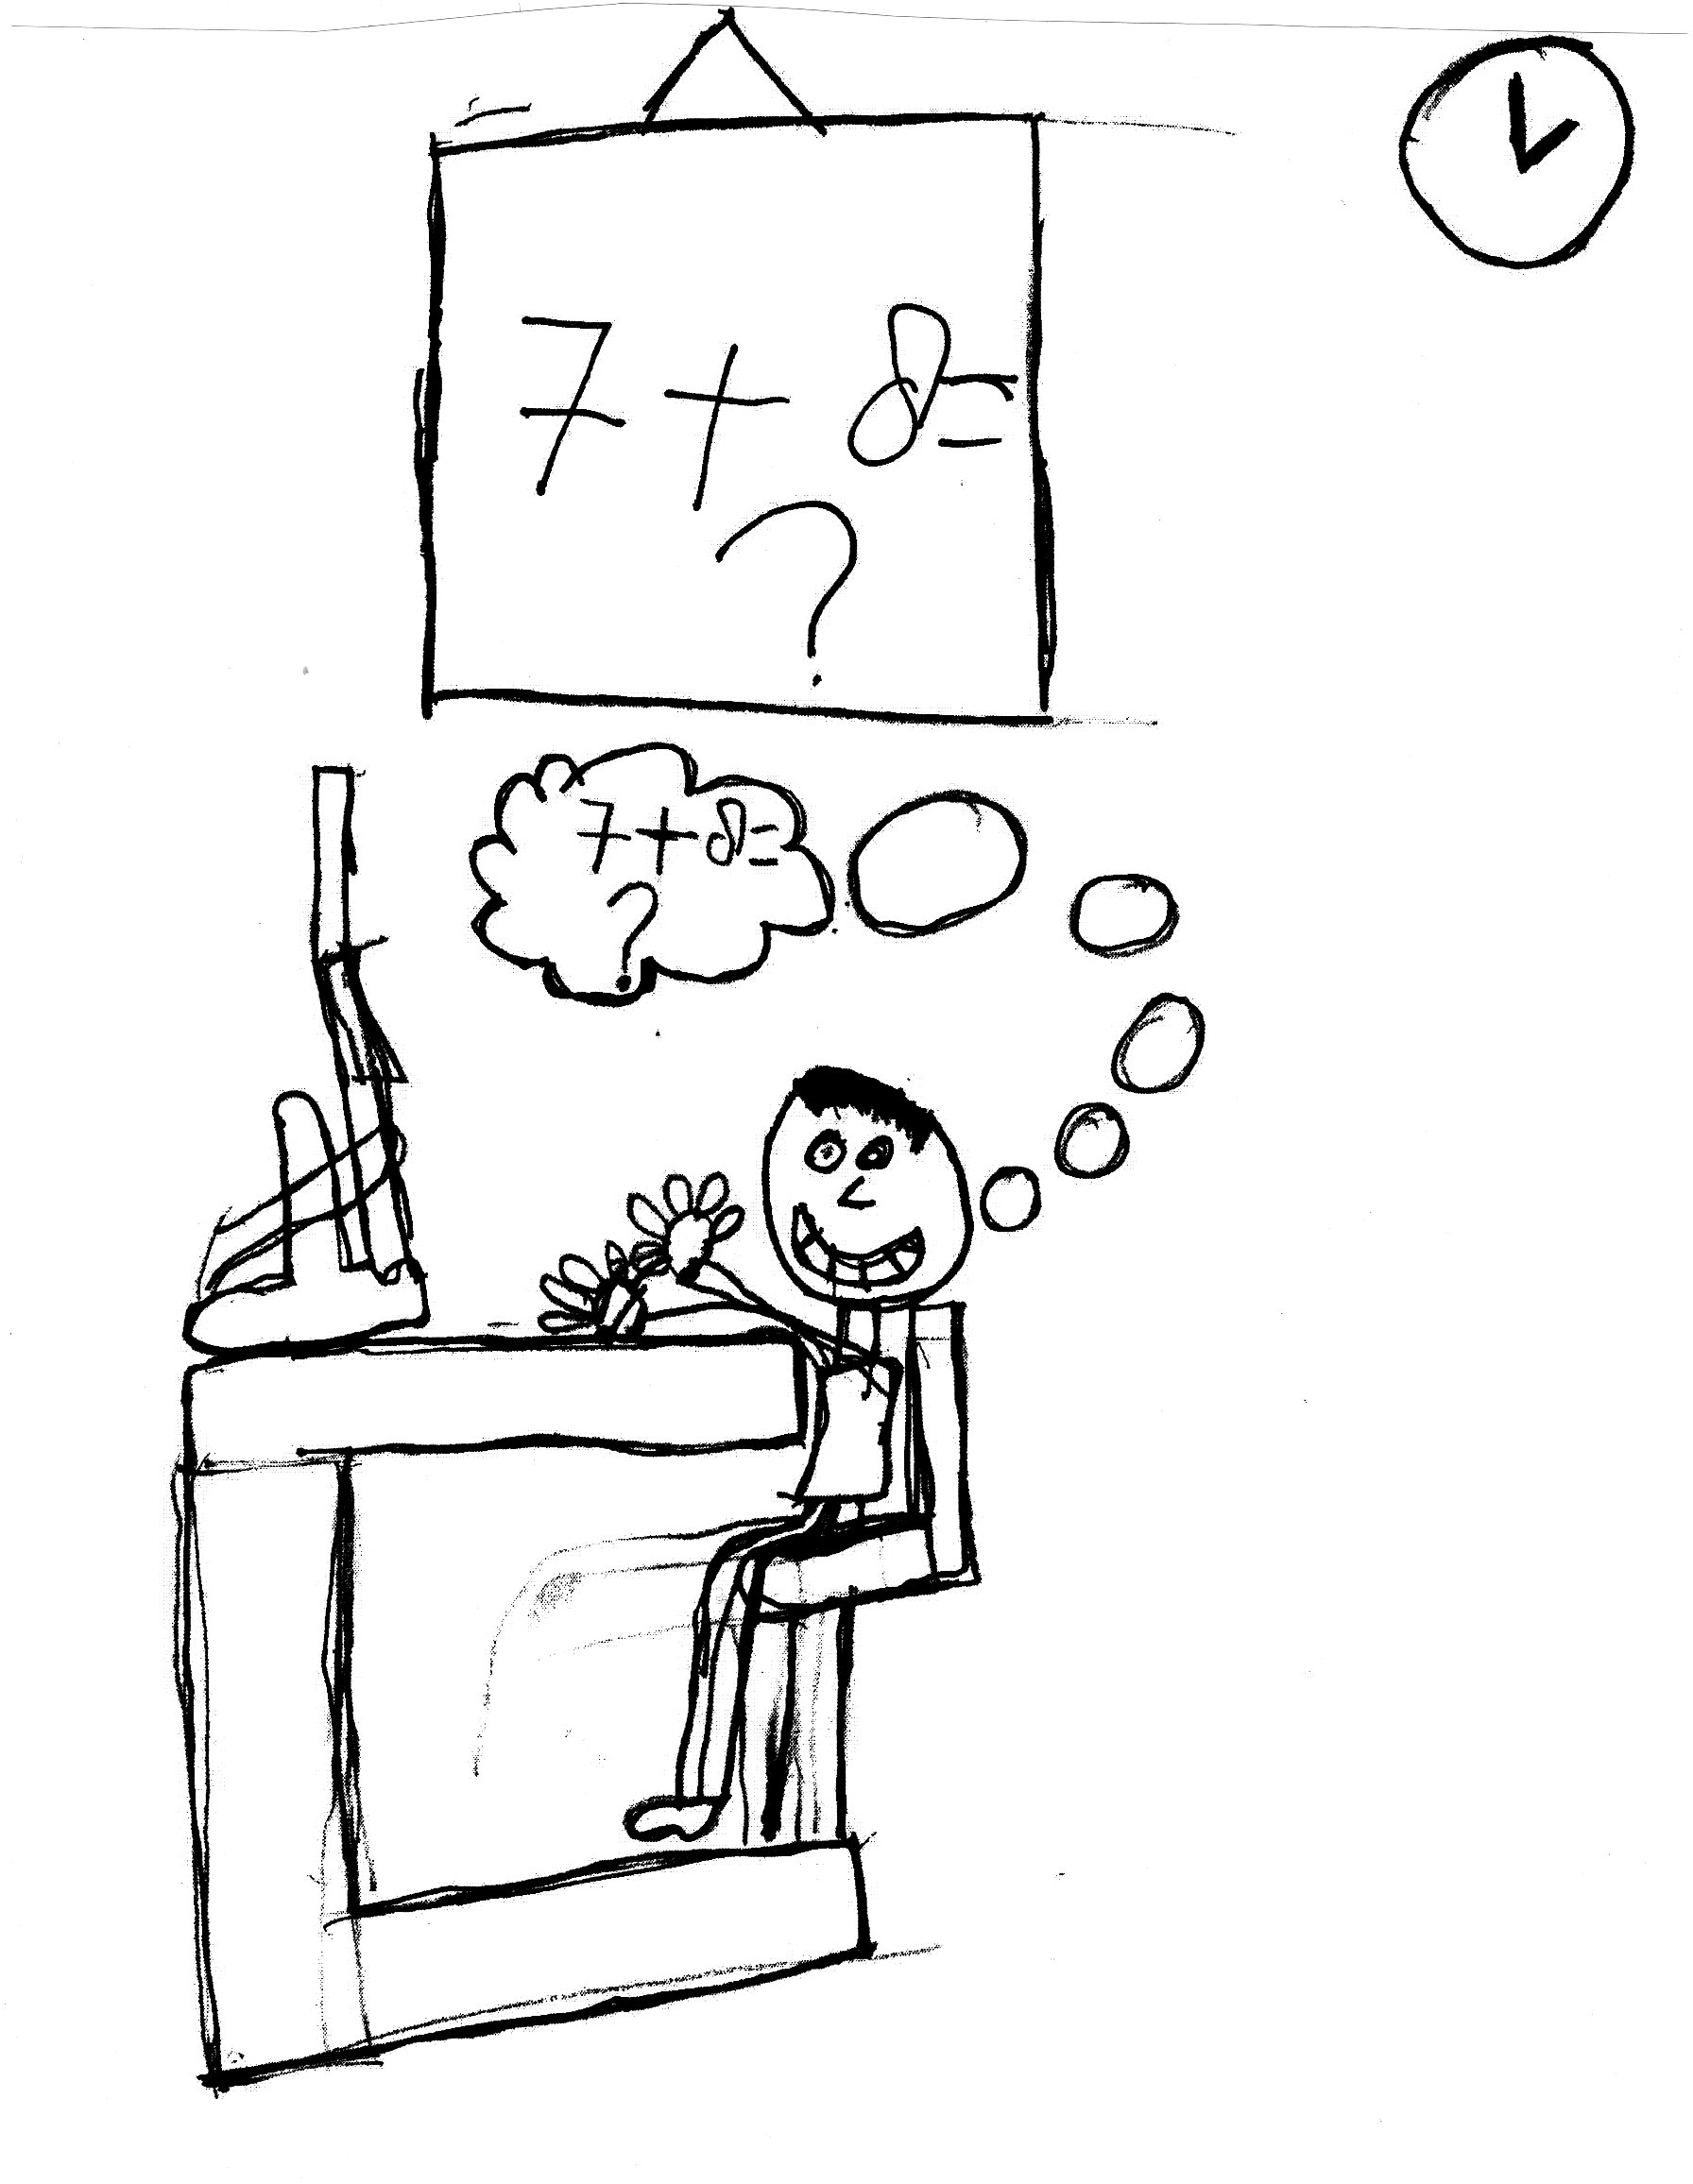 7 + 8 =
?
7 + 8 =
?